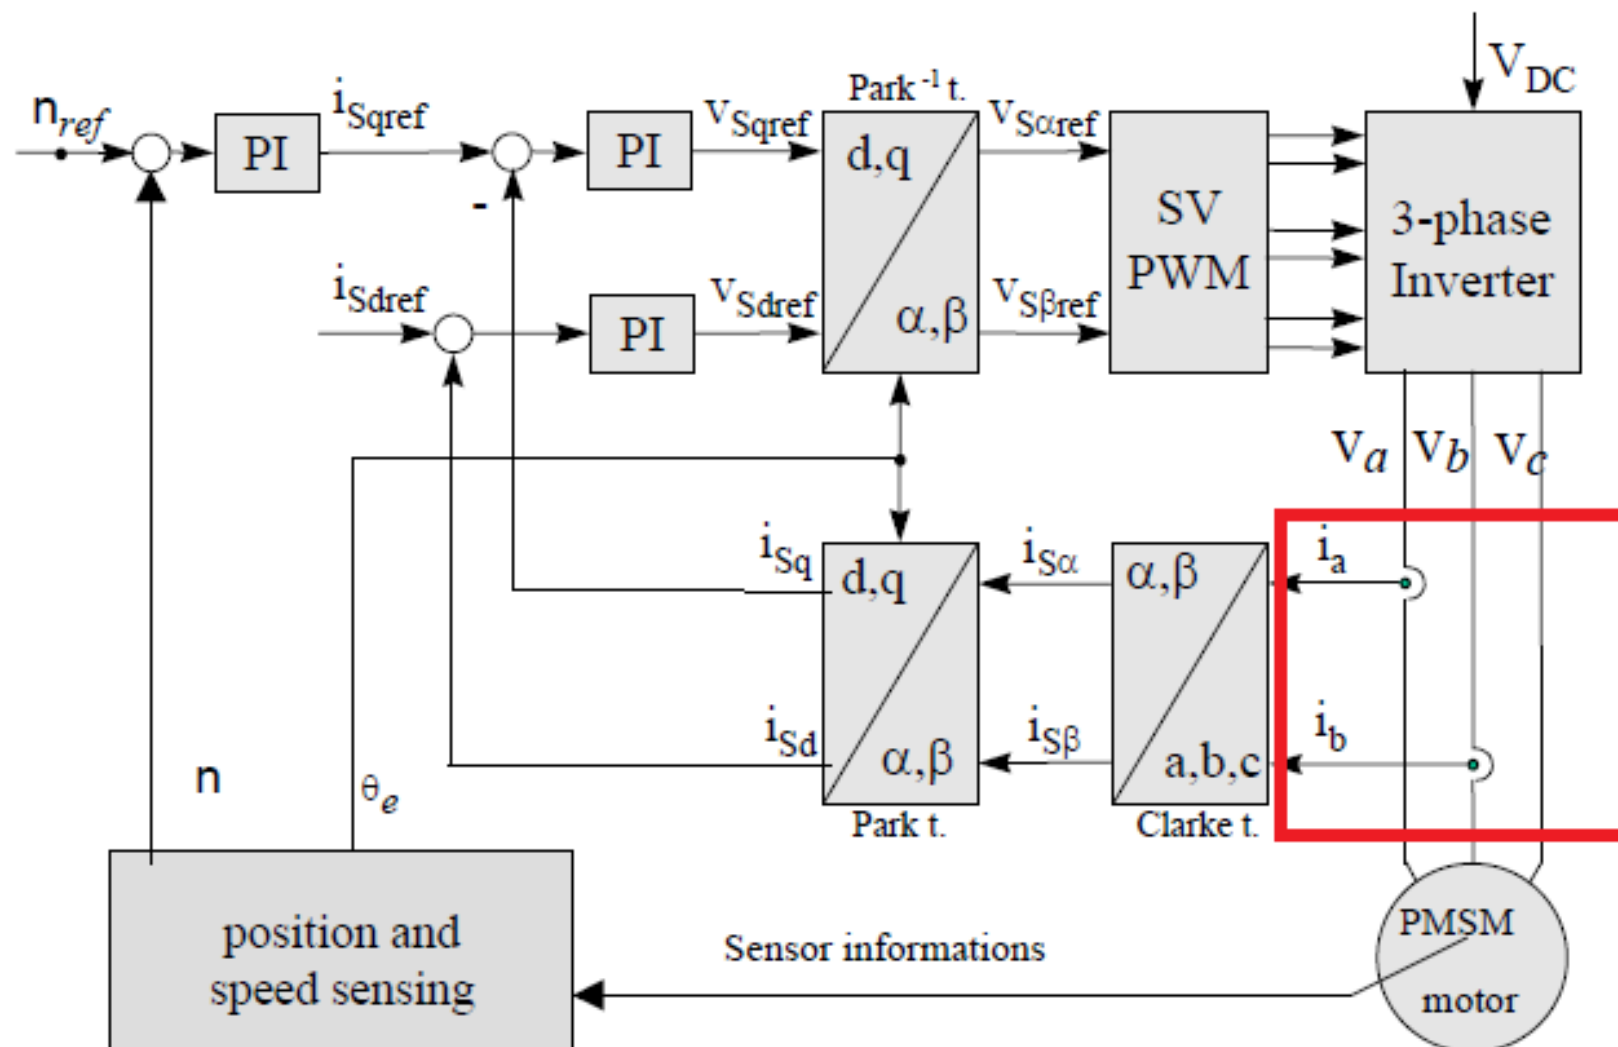 n_ref
PI
i_Sqref
-
PI
v_Sqref
Park ⁻¹ t.
d,q
α,β
v_Sαref
SV
PWM
V_DC
3-phase
Inverter
i_Sdref
PI
v_Sdref
v_Sβref
V_a V_b V_c
i_Sq
d,q
i_Sα
α,β
i_a
i_Sd
α,β
i_Sβ
a,b,c
i_b
Park t.
Clarke t.
n
θ_e
position and
speed sensing
Sensor informations
PMSM
motor